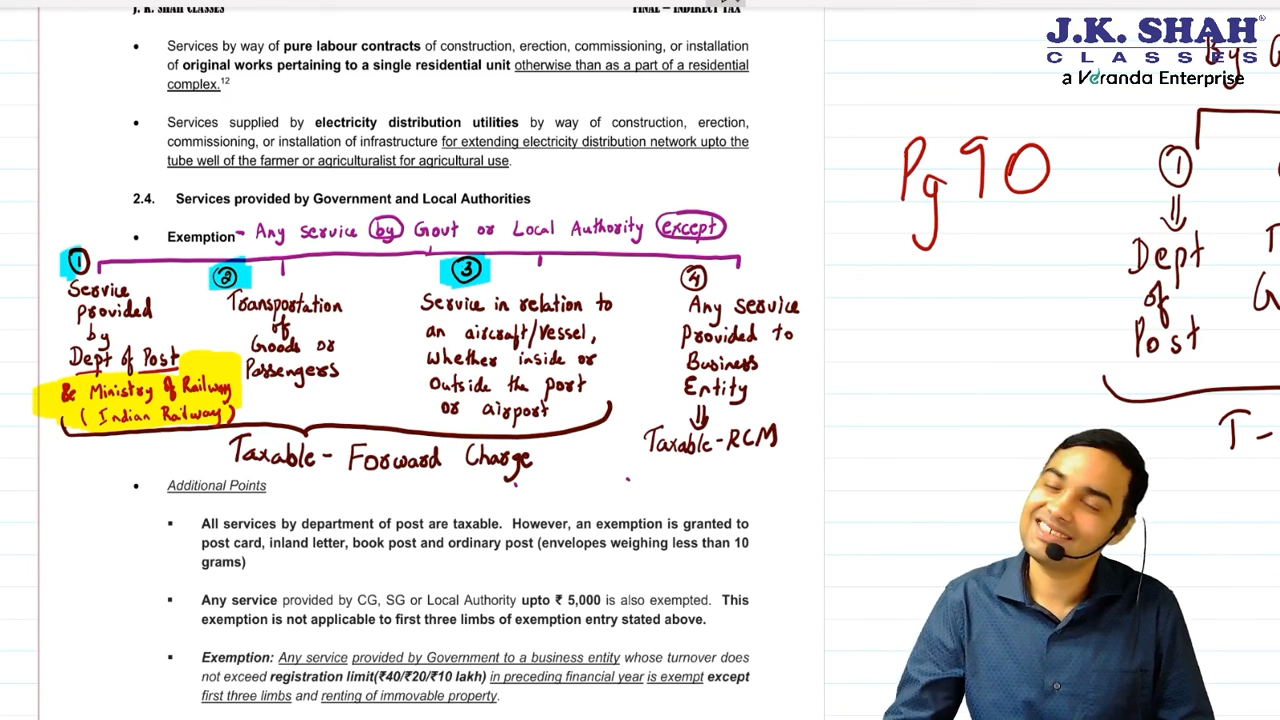 J. K. SHAH CLASSES
FINAL – INDIRECT TAX
• Services by way of pure labour contracts of construction, erection, commissioning, or installation
of original works pertaining to a single residential unit otherwise than as a part of a residential
complex.12
• Services supplied by electricity distribution utilities by way of construction, erection,
commissioning, or installation of infrastructure for extending electricity distribution network upto the
tube well of the farmer or agriculturalist for agricultural use.
2.4. Services provided by Government and Local Authorities
• Exemption - Any service by Govt or Local Authority except
1
Service
provided
by
Dept of Post
& Ministry of Railway
(Indian Railway)
2
Transportation
of
Goods or
Passengers
3
Service in relation to
an aircraft/Vessel,
Whether inside or
outside the port
or airport
4
Any service
Provided to
Business
Entity
⇓
Taxable-RCM
Taxable - Forward Charge
• Additional Points
▪ All services by department of post are taxable. However, an exemption is granted to
post card, inland letter, book post and ordinary post (envelopes weighing less than 10
grams)
▪ Any service provided by CG, SG or Local Authority upto ₹ 5,000 is also exempted. This
exemption is not applicable to first three limbs of exemption entry stated above.
▪ Exemption: Any service provided by Government to a business entity whose turnover does
not exceed registration limit(₹40/₹20/₹10 lakh) in preceding financial year is exempt except
first three limbs and renting of immovable property.
Pg 90
J.K. SHAH®
CLASSES
a Veranda Enterprise
By G
1
⇓
Dept
of
Post
T
G
T-